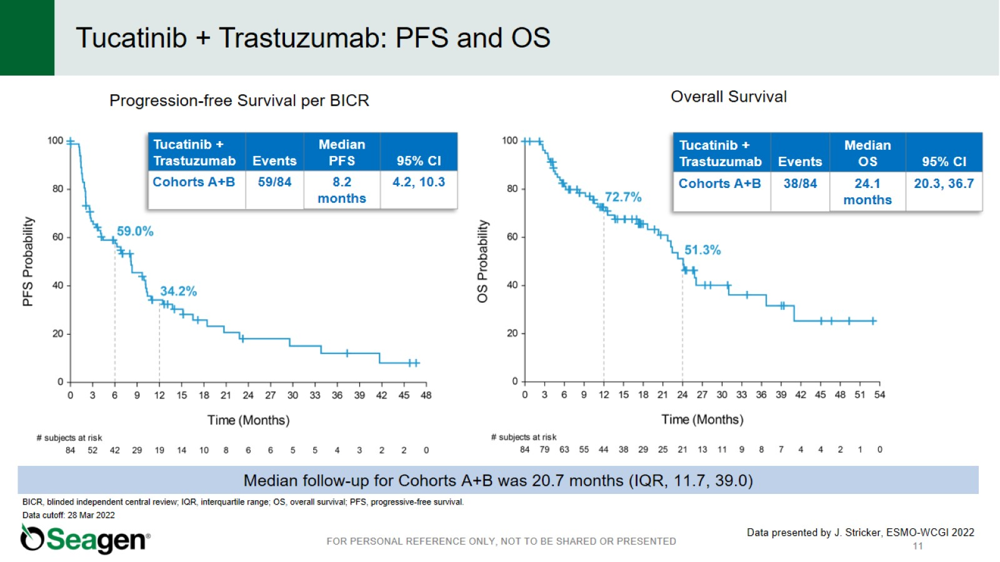 Tucatinib + Trastuzumab: PFS and OS
Progression-free Survival per BICR
Tucatinib + Trastuzumab Events Median PFS 95% CI
Cohorts A+B 59/84 8.2 months 4.2, 10.3
PFS Probability
100
80
60
40
20
0
59.0%
34.2%
0 3 6 9 12 15 18 21 24 27 30 33 36 39 42 45 48
Time (Months)
# subjects at risk
84 52 42 29 19 14 10 8 6 6 5 5 4 3 2 2 0
Overall Survival
Tucatinib + Trastuzumab Events Median OS 95% CI
Cohorts A+B 38/84 24.1 months 20.3, 36.7
OS Probability
100
80
60
40
20
0
72.7%
51.3%
0 3 6 9 12 15 18 21 24 27 30 33 36 39 42 45 48 51 54
Time (Months)
# subjects at risk
84 79 63 55 44 38 29 25 21 13 11 9 8 7 4 4 2 1 0
Median follow-up for Cohorts A+B was 20.7 months (IQR, 11.7, 39.0)
BICR, blinded independent central review; IQR, interquartile range; OS, overall survival; PFS, progressive-free survival.
Data cutoff: 28 Mar 2022
Seagen®
FOR PERSONAL REFERENCE ONLY, NOT TO BE SHARED OR PRESENTED
Data presented by J. Stricker, ESMO-WCGI 2022
11